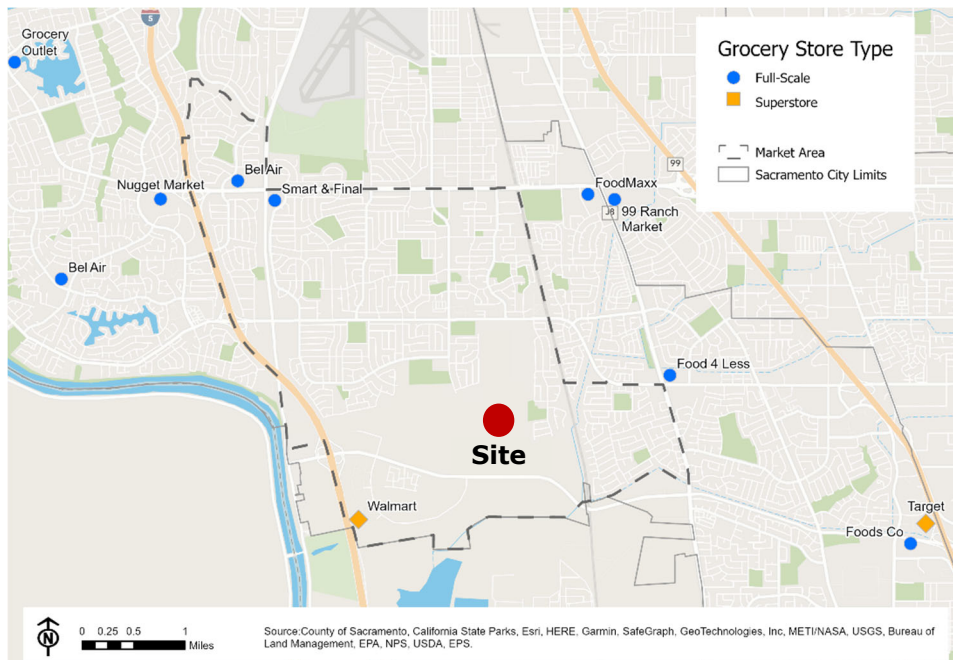 5
Grocery
Outlet
Grocery Store Type
Full-Scale
Superstore
Market Area
Sacramento City Limits
99
Bel Air
Nugget Market
Smart & Final
FoodMaxx
99 Ranch
Market
Bel Air
Food 4 Less
Site
Walmart
Target
Foods Co
N
0 0.25 0.5 1
Miles
Source:County of Sacramento, California State Parks, Esri, HERE, Garmin, SafeGraph, GeoTechnologies, Inc, METI/NASA, USGS, Bureau of
Land Management, EPA, NPS, USDA, EPS.